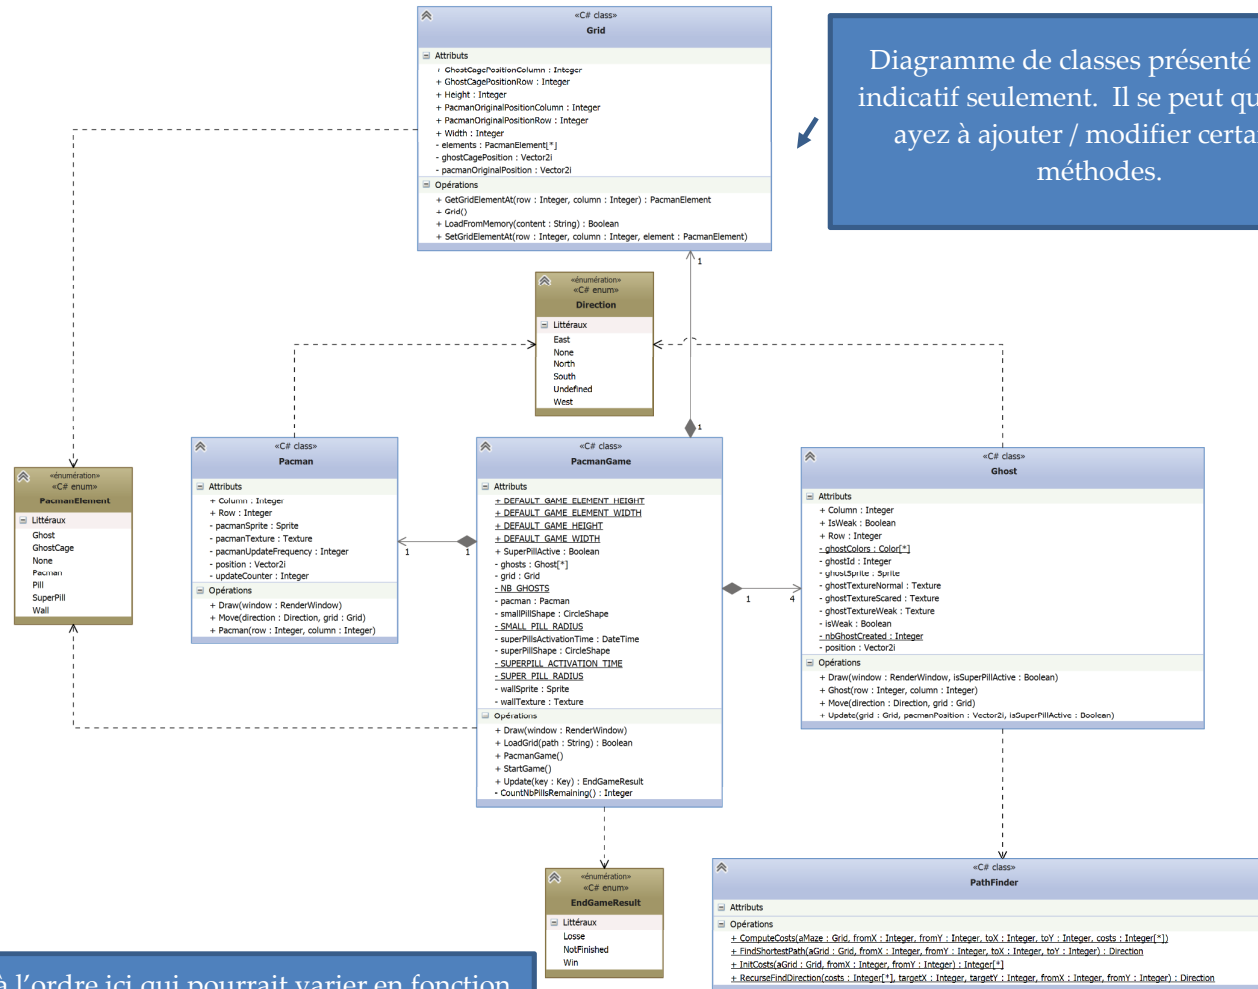 «C# class»
Grid
Attributs
+ GhostCagePositionColumn : Integer
+ GhostCagePositionRow : Integer
+ Height : Integer
+ PacmanOriginalPositionColumn : Integer
+ PacmanOriginalPositionRow : Integer
+ Width : Integer
- elements : PacmanElement[*]
- ghostCagePosition : Vector2i
- pacmanOriginalPosition : Vector2i
Opérations
+ GetGridElementAt(row : Integer, column : Integer) : PacmanElement
+ Grid()
+ LoadFromMemory(content : String) : Boolean
+ SetGridElementAt(row : Integer, column : Integer, element : PacmanElement)
Diagramme de classes présenté
indicatif seulement. Il se peut qu
ayez à ajouter / modifier certa
méthodes.
1
«énumération»
«C# enum»
Direction
Littéraux
East
None
North
South
Undefined
West
1
«énumération»
«C# enum»
PacmanElement
Littéraux
Ghost
GhostCage
None
Pacman
Pill
SuperPill
Wall
«C# class»
Pacman
Attributs
+ Column : Integer
+ Row : Integer
- pacmanSprite : Sprite
- pacmanTexture : Texture
- pacmanUpdateFrequency : Integer
- position : Vector2i
- updateCounter : Integer
Opérations
+ Draw(window : RenderWindow)
+ Move(direction : Direction, grid : Grid)
+ Pacman(row : Integer, column : Integer)
1
1
«C# class»
PacmanGame
Attributs
+ DEFAULT_GAME_ELEMENT_HEIGHT
+ DEFAULT_GAME_ELEMENT_WIDTH
+ DEFAULT_GAME_HEIGHT
+ DEFAULT_GAME_WIDTH
+ SuperPillActive : Boolean
- ghosts : Ghost[*]
- grid : Grid
- NB_GHOSTS
- pacman : Pacman
- smallPillShape : CircleShape
- SMALL_PILL_RADIUS
- superPillsActivationTime : DateTime
- superPillShape : CircleShape
- SUPERPILL_ACTIVATION_TIME
- SUPER_PILL_RADIUS
- wallSprite : Sprite
- wallTexture : Texture
Opérations
+ Draw(window : RenderWindow)
+ LoadGrid(path : String) : Boolean
+ PacmanGame()
+ StartGame()
+ Update(key : Key) : EndGameResult
- CountNbPillsRemaining() : Integer
1
4
«C# class»
Ghost
Attributs
+ Column : Integer
+ IsWeak : Boolean
+ Row : Integer
- ghostColors : Color[*]
- ghostId : Integer
- ghostSprite : Sprite
- ghostTextureNormal : Texture
- ghostTextureScared : Texture
- ghostTextureWeak : Texture
- isWeak : Boolean
- nbGhostCreated : Integer
- position : Vector2i
Opérations
+ Draw(window : RenderWindow, isSuperPillActive : Boolean)
+ Ghost(row : Integer, column : Integer)
+ Move(direction : Direction, grid : Grid)
+ Update(grid : Grid, pacmanPosition : Vector2i, isSuperPillActive : Boolean)
«énumération»
«C# enum»
EndGameResult
Littéraux
Losse
NotFinished
Win
«C# class»
PathFinder
Attributs
Opérations
+ ComputeCosts(aMaze : Grid, fromX : Integer, fromY : Integer, toX : Integer, toY : Integer, costs : Integer[*])
+ FindShortestPath(aGrid : Grid, fromX : Integer, fromY : Integer, toX : Integer, toY : Integer) : Direction
+ InitCosts(aGrid : Grid, fromX : Integer, fromY : Integer) : Integer[*]
+ RecurseFindDirection(costs : Integer[*], targetX : Integer, targetY : Integer, fromX : Integer, fromY : Integer) : Direction
à l'ordre ici qui pourrait varier en fonction